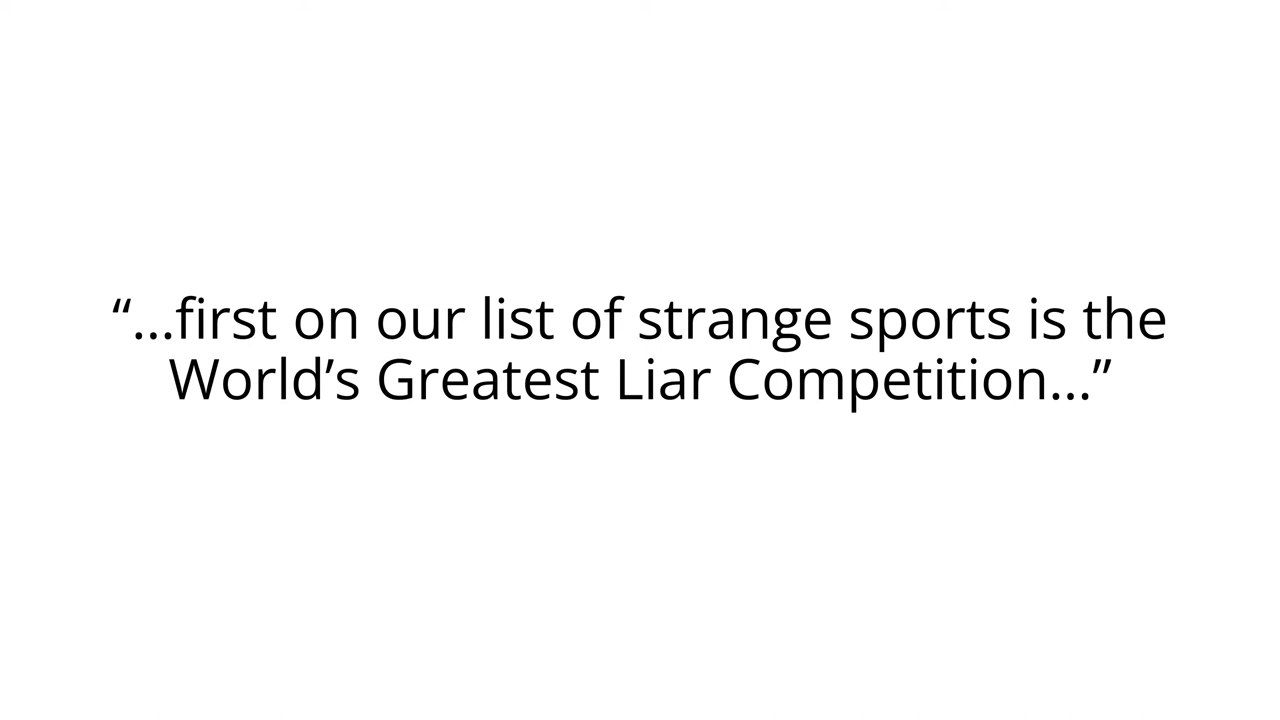 “...first on our list of strange sports is the
World’s Greatest Liar Competition...”